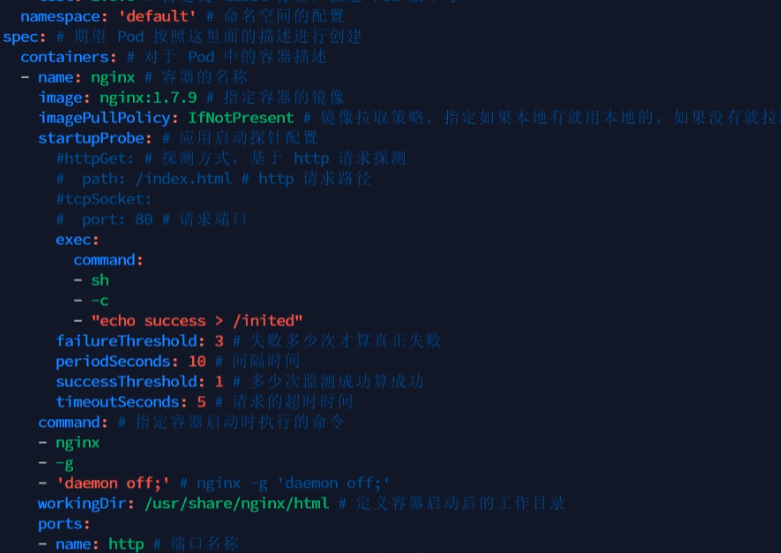 namespace: 'default' # 命名空间的配置
spec: # 期望 Pod 按照这里面的描述进行创建
containers: # 对于 Pod 中的容器描述
- name: nginx # 容器的名称
image: nginx:1.7.9 # 指定容器的镜像
imagePullPolicy: IfNotPresent # 镜像拉取策略，指定如果本地有就用本地的，如果没有就拉
startupProbe: # 应用启动探针配置
#httpGet: # 探测方式，基于 http 请求探测
#  path: /index.html # http 请求路径
#tcpSocket:
#  port: 80 # 请求端口
exec:
command:
- sh
- -c
- "echo success > /inited"
failureThreshold: 3 # 失败多少次才算真正失败
periodSeconds: 10 # 间隔时间
successThreshold: 1 # 多少次监测成功算成功
timeoutSeconds: 5 # 请求的超时时间
command: # 指定容器启动时执行的命令
- nginx
- -g
- 'daemon off;' # nginx -g 'daemon off;'
workingDir: /usr/share/nginx/html # 定义容器启动后的工作目录
ports:
- name: http # 端口名称